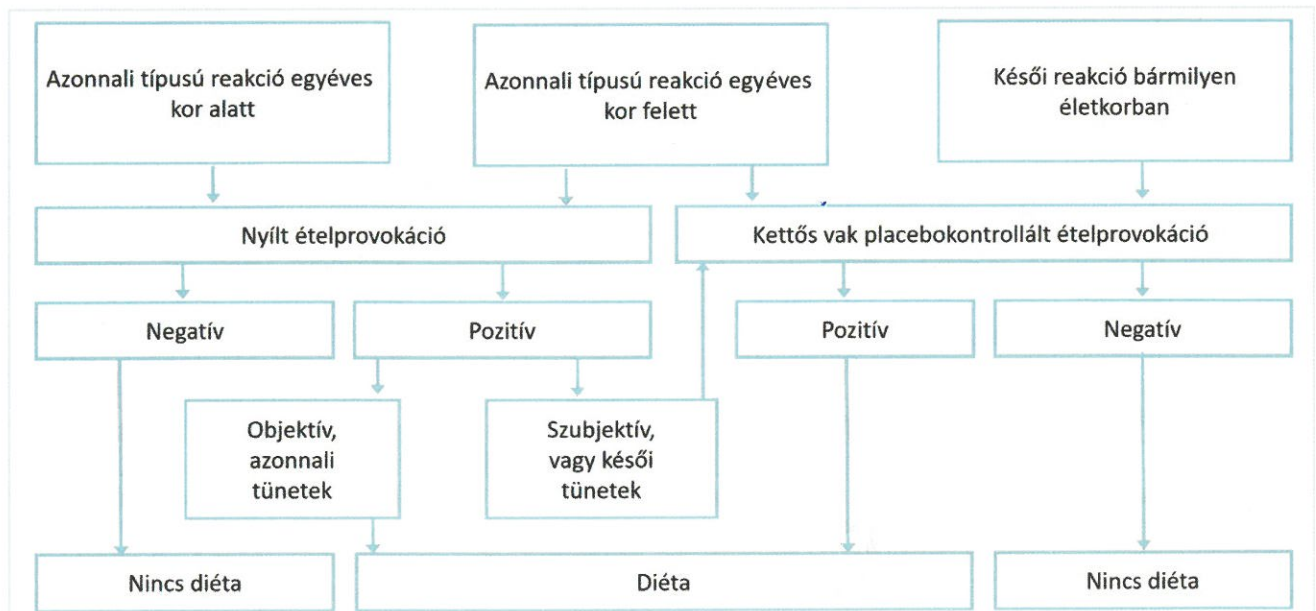 Azonnali típusú reakció egyéves
kor alatt
Azonnali típusú reakció egyéves
kor felett
Késői reakció bármilyen
életkorban
Nyílt ételprovokáció
Kettős vak placebokontrollált ételprovokáció
Negatív
Pozitív
Pozitív
Negatív
Objektív,
azonnali
tünetek
Szubjektív,
vagy késői
tünetek
Nincs diéta
Diéta
Nincs diéta